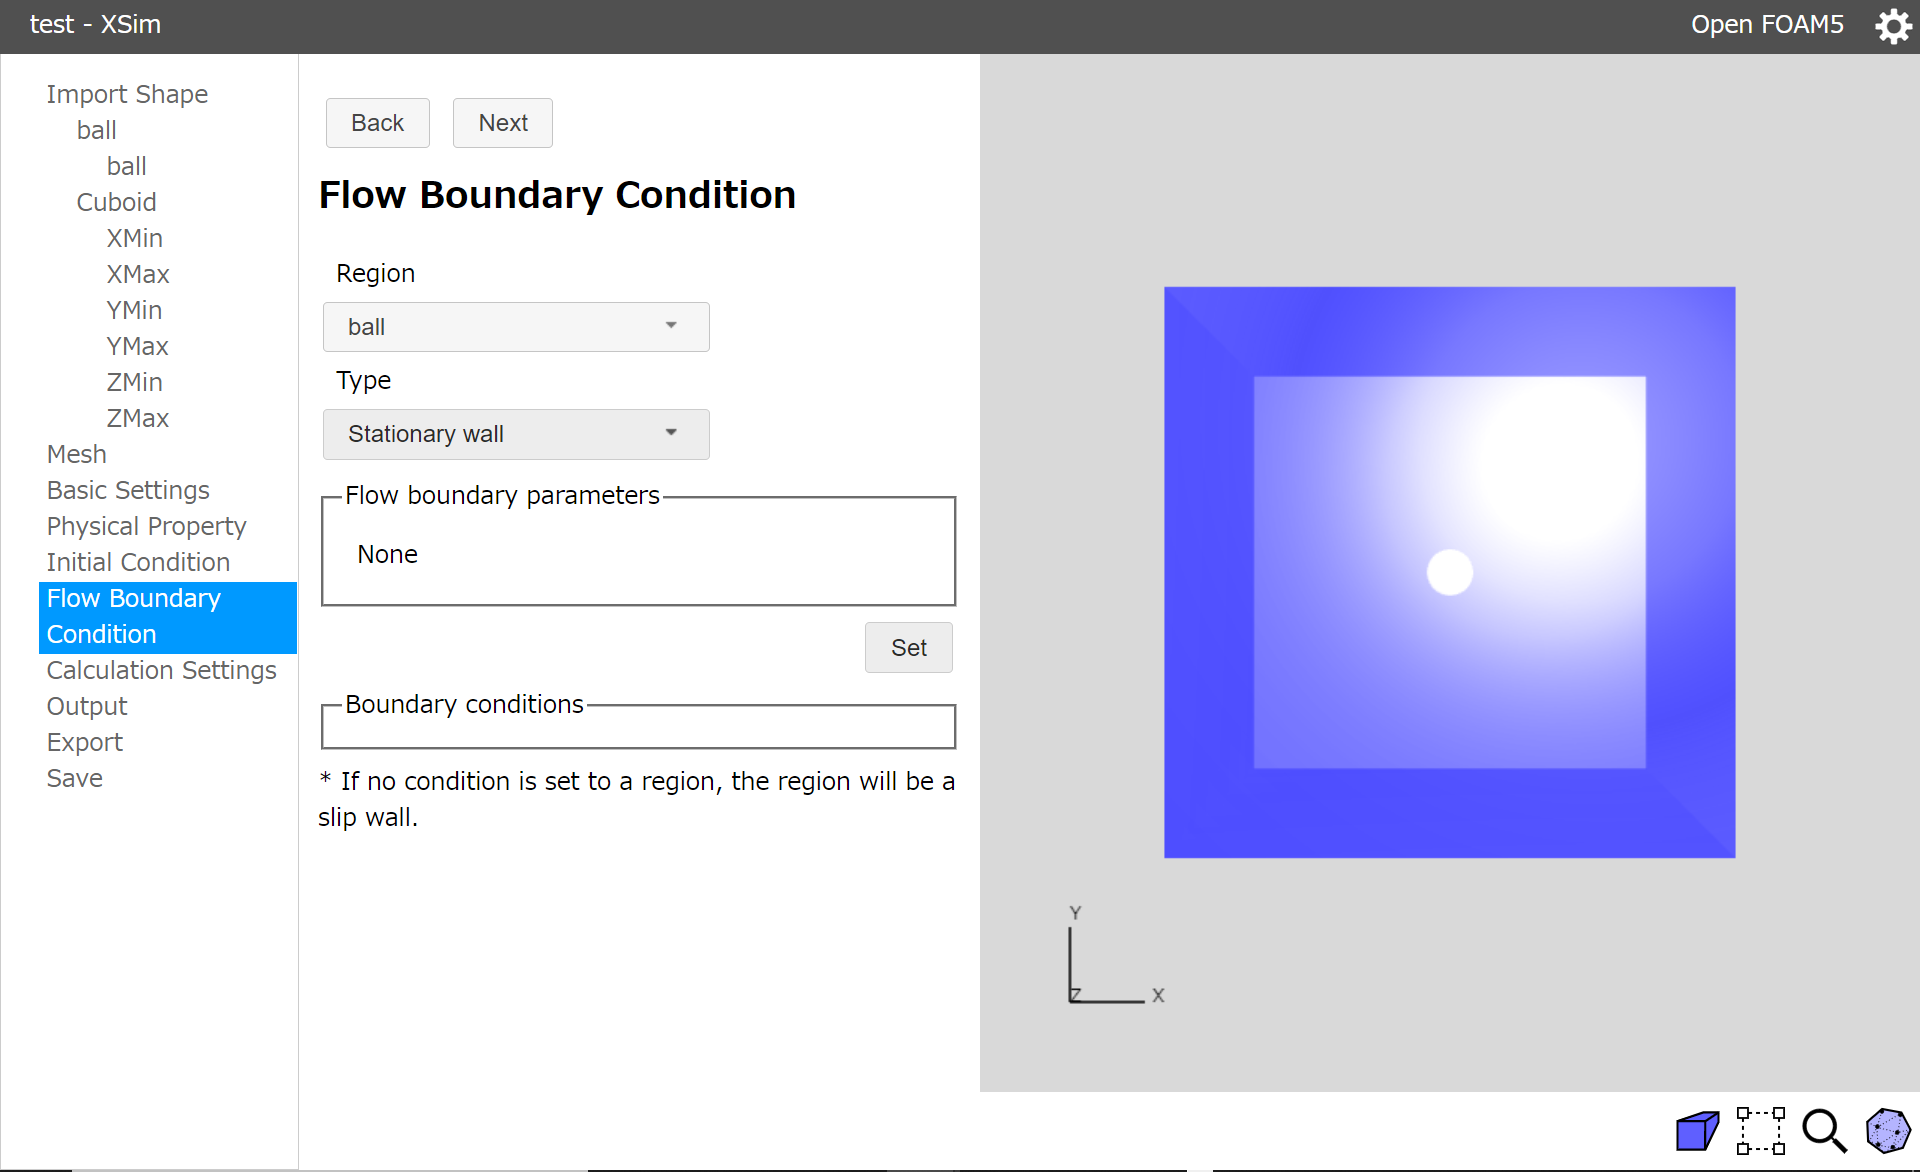 test - XSim
Open FOAM5
Import Shape
ball
ball
Cuboid
XMin
XMax
YMin
YMax
ZMin
ZMax
Mesh
Basic Settings
Physical Property
Initial Condition
Flow Boundary
Condition
Calculation Settings
Output
Export
Save
Back
Next
Flow Boundary Condition
Region
ball
Type
Stationary wall
Flow boundary parameters
None
Set
Boundary conditions
* If no condition is set to a region, the region will be a
slip wall.
Y
Z
X